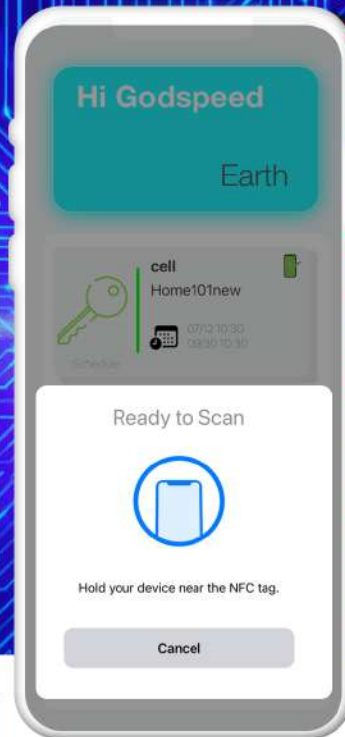 Hi Godspeed
Earth
cell
Home101new
07/12 10:30
09/30 10:30
Schedule
Ready to Scan
Hold your device near the NFC tag.
Cancel